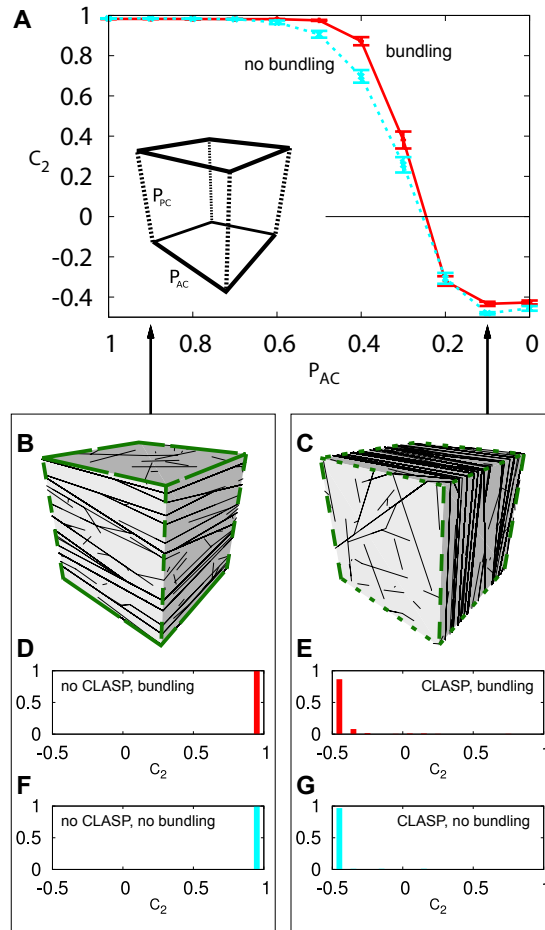 A
1
0.8
0.6
0.4
0.2
0
-0.2
-0.4
C2
no bundling
bundling
PPC
PAC
1 0.8 0.6 0.4 0.2 0
PAC
B
C
D
1
0.5
0
no CLASP, bundling
-0.5 0 0.5 1
C2
E
1
0.5
0
CLASP, bundling
-0.5 0 0.5 1
C2
F
1
0.5
0
no CLASP, no bundling
-0.5 0 0.5 1
C2
G
1
0.5
0
CLASP, no bundling
-0.5 0 0.5 1
C2